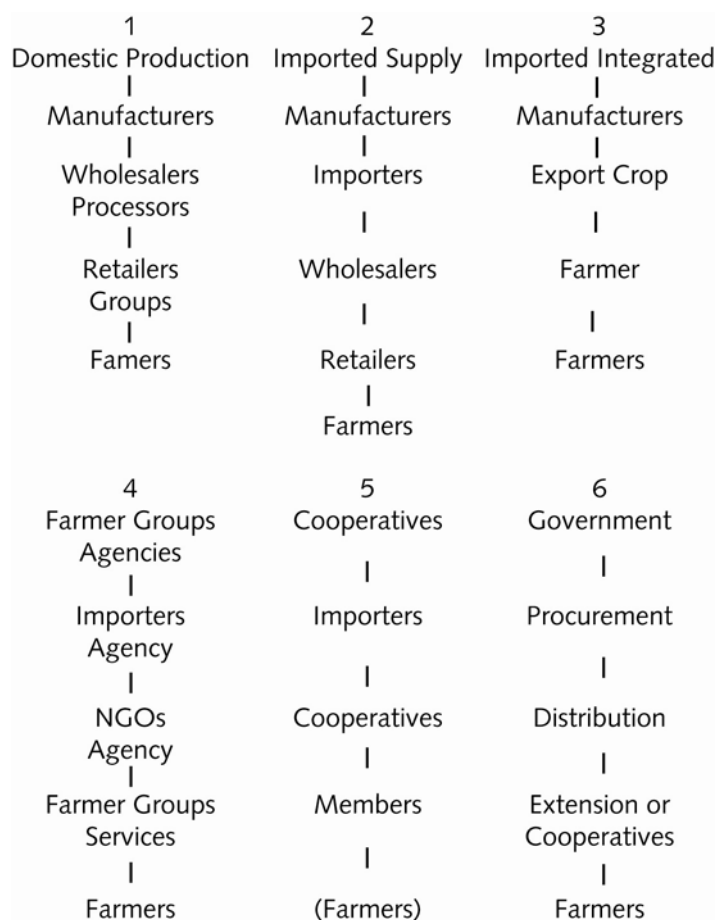 1
Domestic Production
Manufacturers
Wholesalers
Processors
Retailers
Groups
Famers
2
Imported Supply
Manufacturers
Importers
Wholesalers
Retailers
Farmers
3
Imported Integrated
Manufacturers
Export Crop
Farmer
Farmers
4
Farmer Groups
Agencies
Importers
Agency
NGOs
Agency
Farmer Groups
Services
Farmers
5
Cooperatives
Importers
Cooperatives
Members
(Farmers)
6
Government
Procurement
Distribution
Extension or
Cooperatives
Farmers